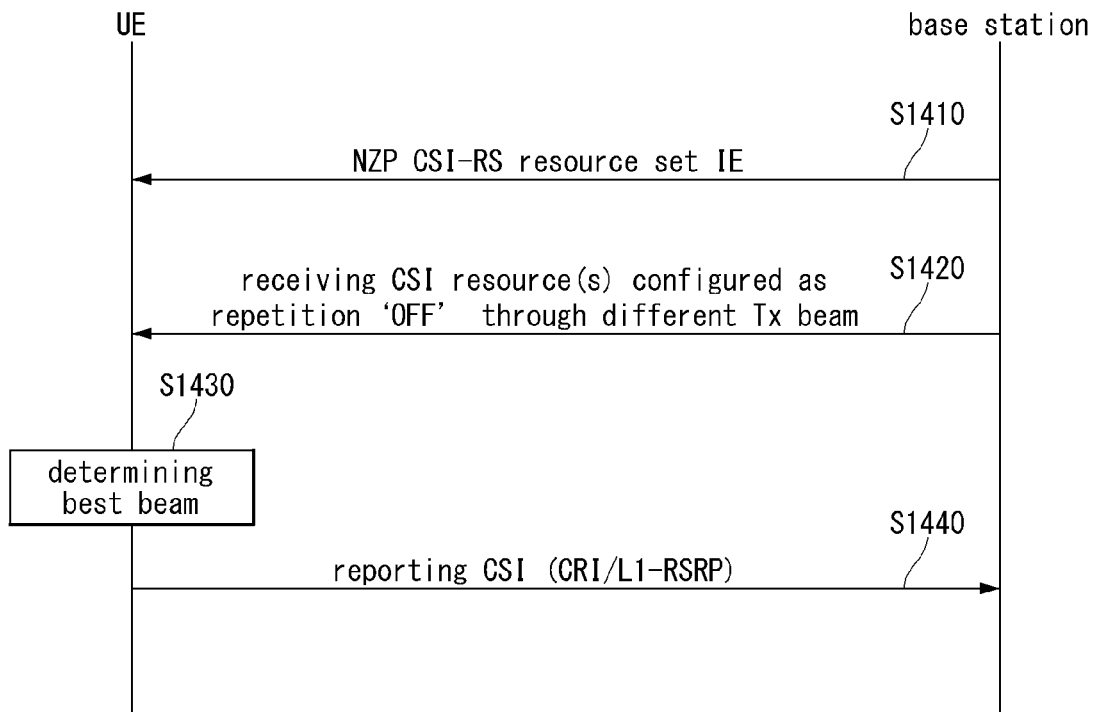 UE
base station
S1410
NZP CSI-RS resource set IE
S1420
receiving CSI resource(s) configured as
repetition ‘OFF’ through different Tx beam
S1430
determining
best beam
S1440
reporting CSI (CRI/L1-RSRP)